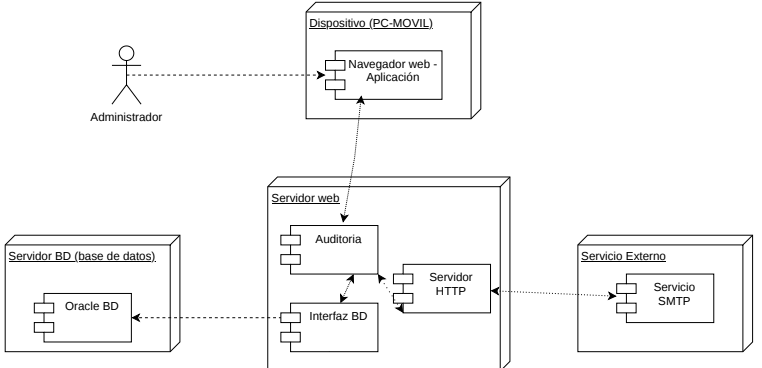 Dispositivo (PC-MOVIL)
Navegador web -
Aplicación
Administrador
Servidor web
Auditoria
Servidor BD (base de datos)
Servicio Externo
Servidor
HTTP
Servicio
SMTP
Oracle BD
Interfaz BD